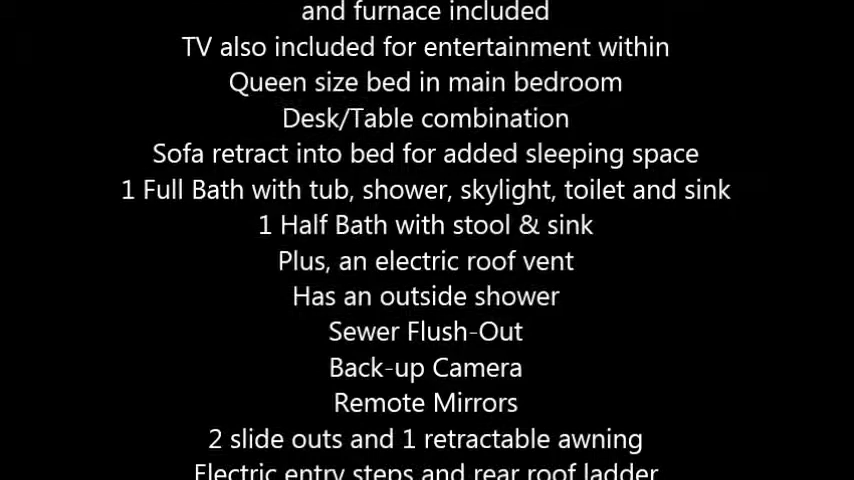 and furnace included
TV also included for entertainment within
Queen size bed in main bedroom
Desk/Table combination
Sofa retract into bed for added sleeping space
1 Full Bath with tub, shower, skylight, toilet and sink
1 Half Bath with stool & sink
Plus, an electric roof vent
Has an outside shower
Sewer Flush-Out
Back-up Camera
Remote Mirrors
2 slide outs and 1 retractable awning
Electric entry steps and rear roof ladder